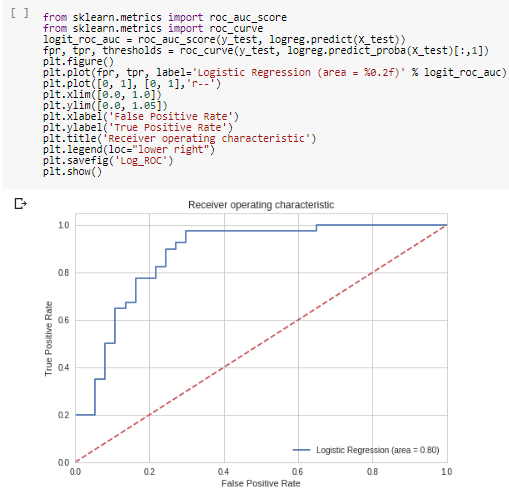 [ ]
from sklearn.metrics import roc_auc_score
from sklearn.metrics import roc_curve
logit_roc_auc = roc_auc_score(y_test, logreg.predict(X_test))
fpr, tpr, thresholds = roc_curve(y_test, logreg.predict_proba(X_test)[:,1])
plt.figure()
plt.plot(fpr, tpr, label='Logistic Regression (area = %0.2f)' % logit_roc_auc)
plt.plot([0, 1], [0, 1],'r--')
plt.xlim([0.0, 1.0])
plt.ylim([0.0, 1.05])
plt.xlabel('False Positive Rate')
plt.ylabel('True Positive Rate')
plt.title('Receiver operating characteristic')
plt.legend(loc="lower right")
plt.savefig('Log_ROC')
plt.show()
Receiver operating characteristic
1.0
0.8
0.6
0.4
0.2
0.0
True Positive Rate
Logistic Regression (area = 0.80)
0.0 0.2 0.4 0.6 0.8 1.0
False Positive Rate